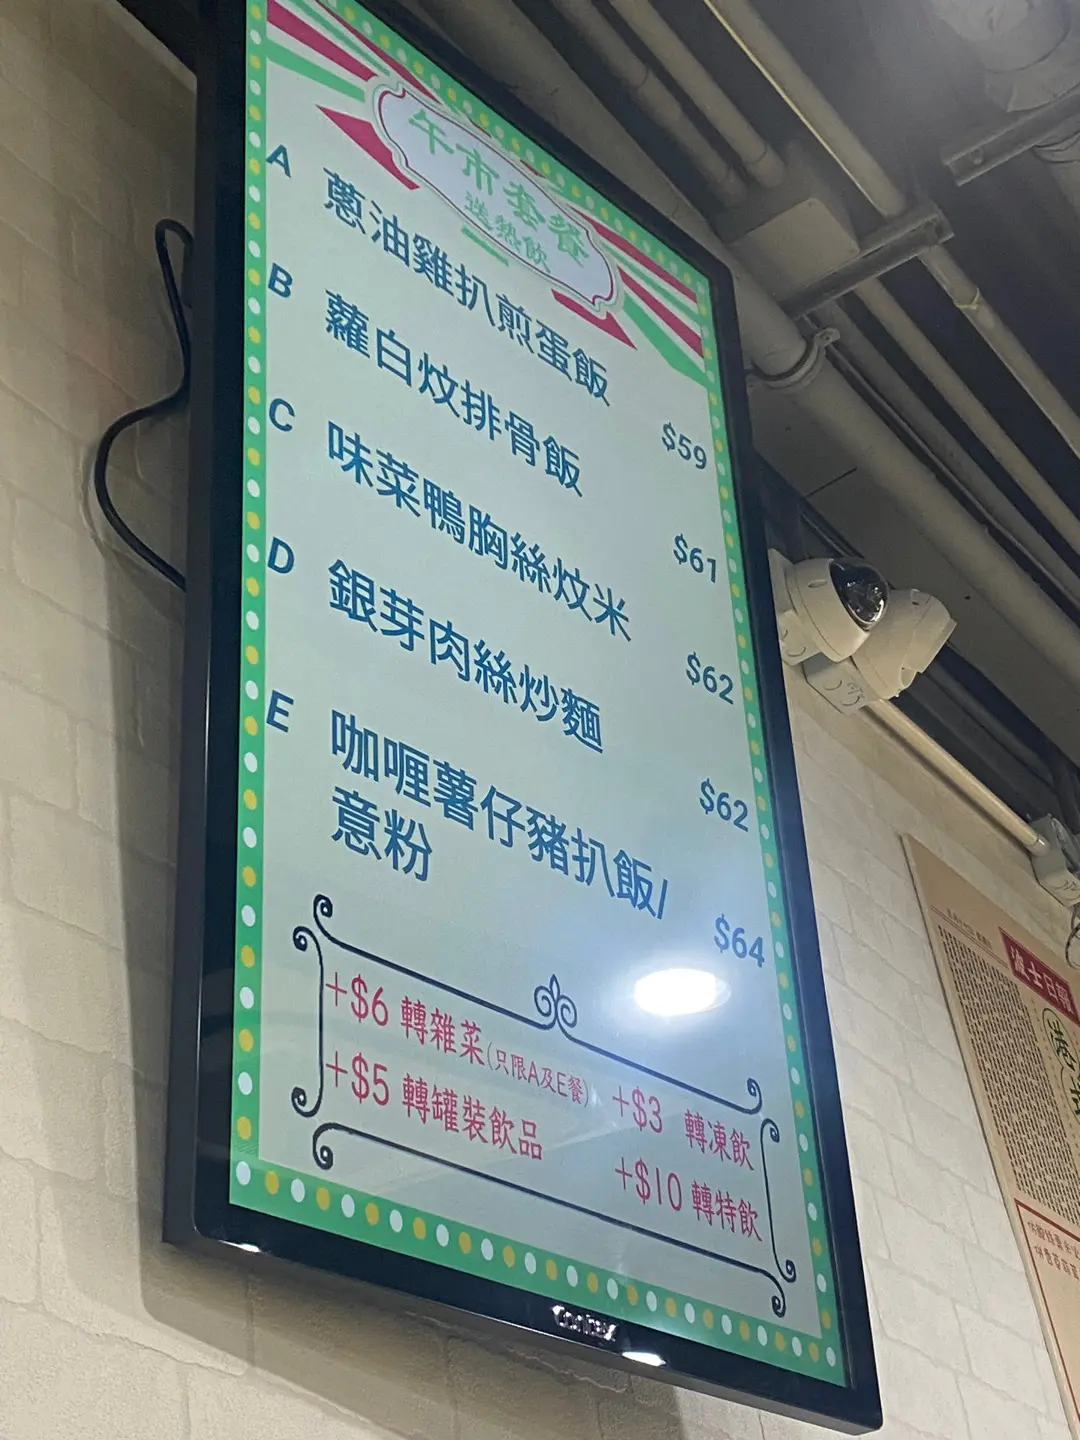 午市套餐
送熱飲
A 蔥油雞扒煎蛋飯 $59
B 蘿白炆排骨飯 $61
C 味菜鴨胸絲炆米 $62
D 銀芽肉絲炒麵 $62
E 咖喱薯仔豬扒飯/
意粉 $64
+$6 轉雜菜(只限A及E餐) +$3 轉凍飲
+$5 轉罐裝飲品 +$10 轉特飲